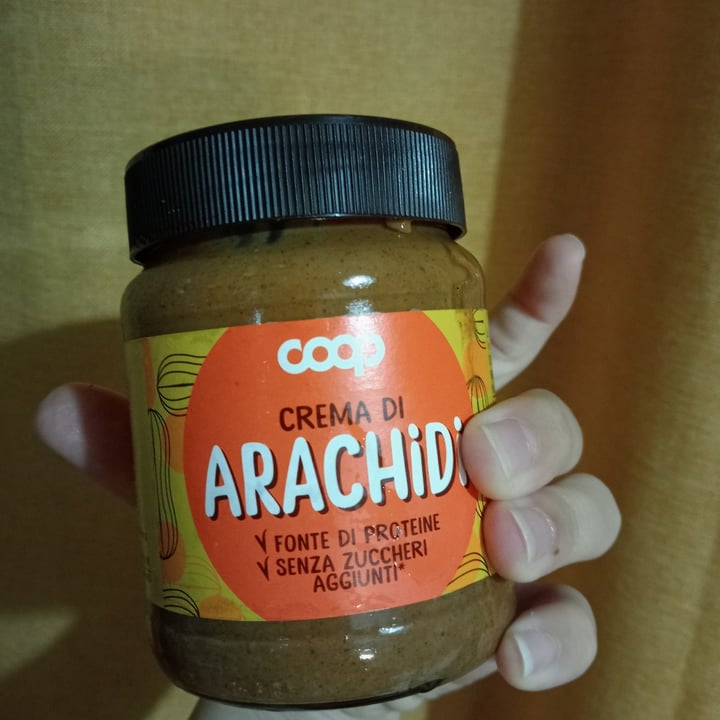 coop
CREMA DI
ARACHiDi
FONTE DI PROTEINE
SENZA ZUCCHERI
AGGIUNTI*